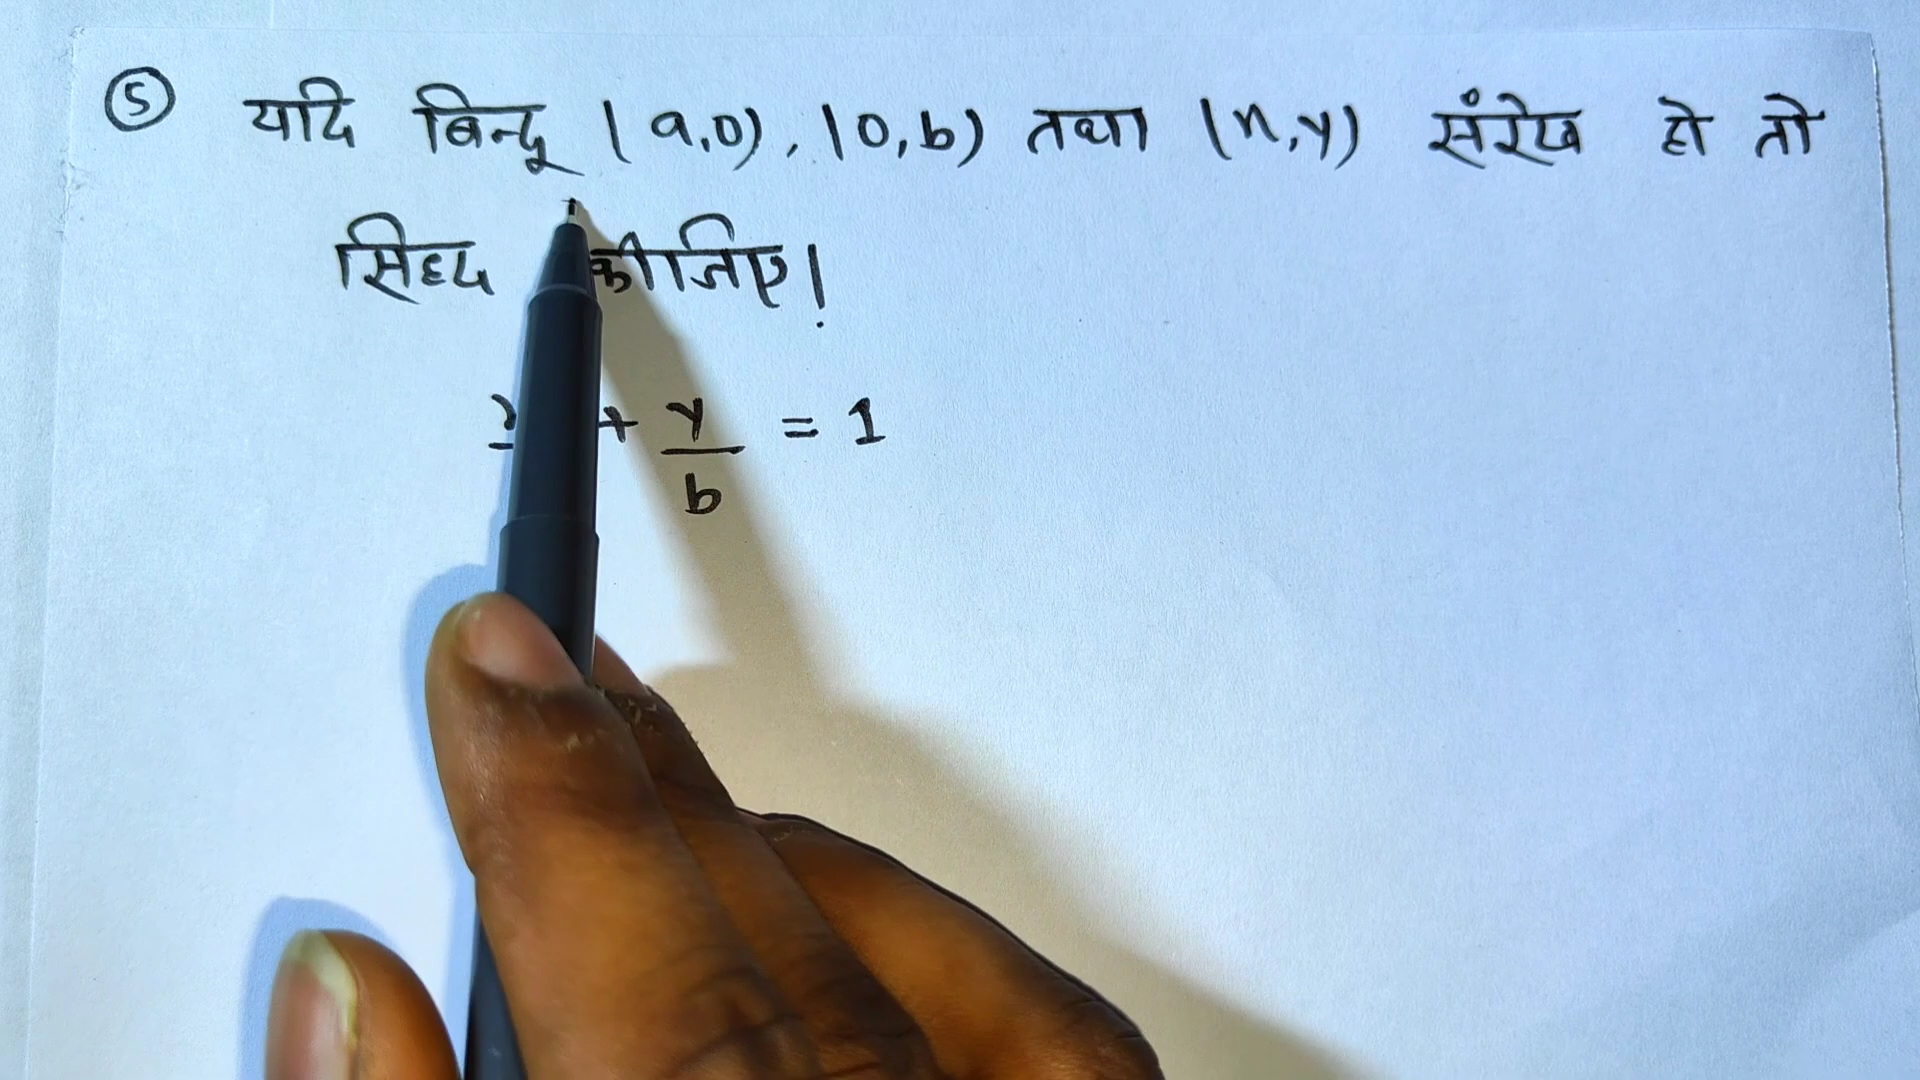 ⑤ यदि बिन्दू (a,0), (0,b) तथा (x,y) संरेख हो तो
सिद्ध कीजिए!
+ y/b = 1